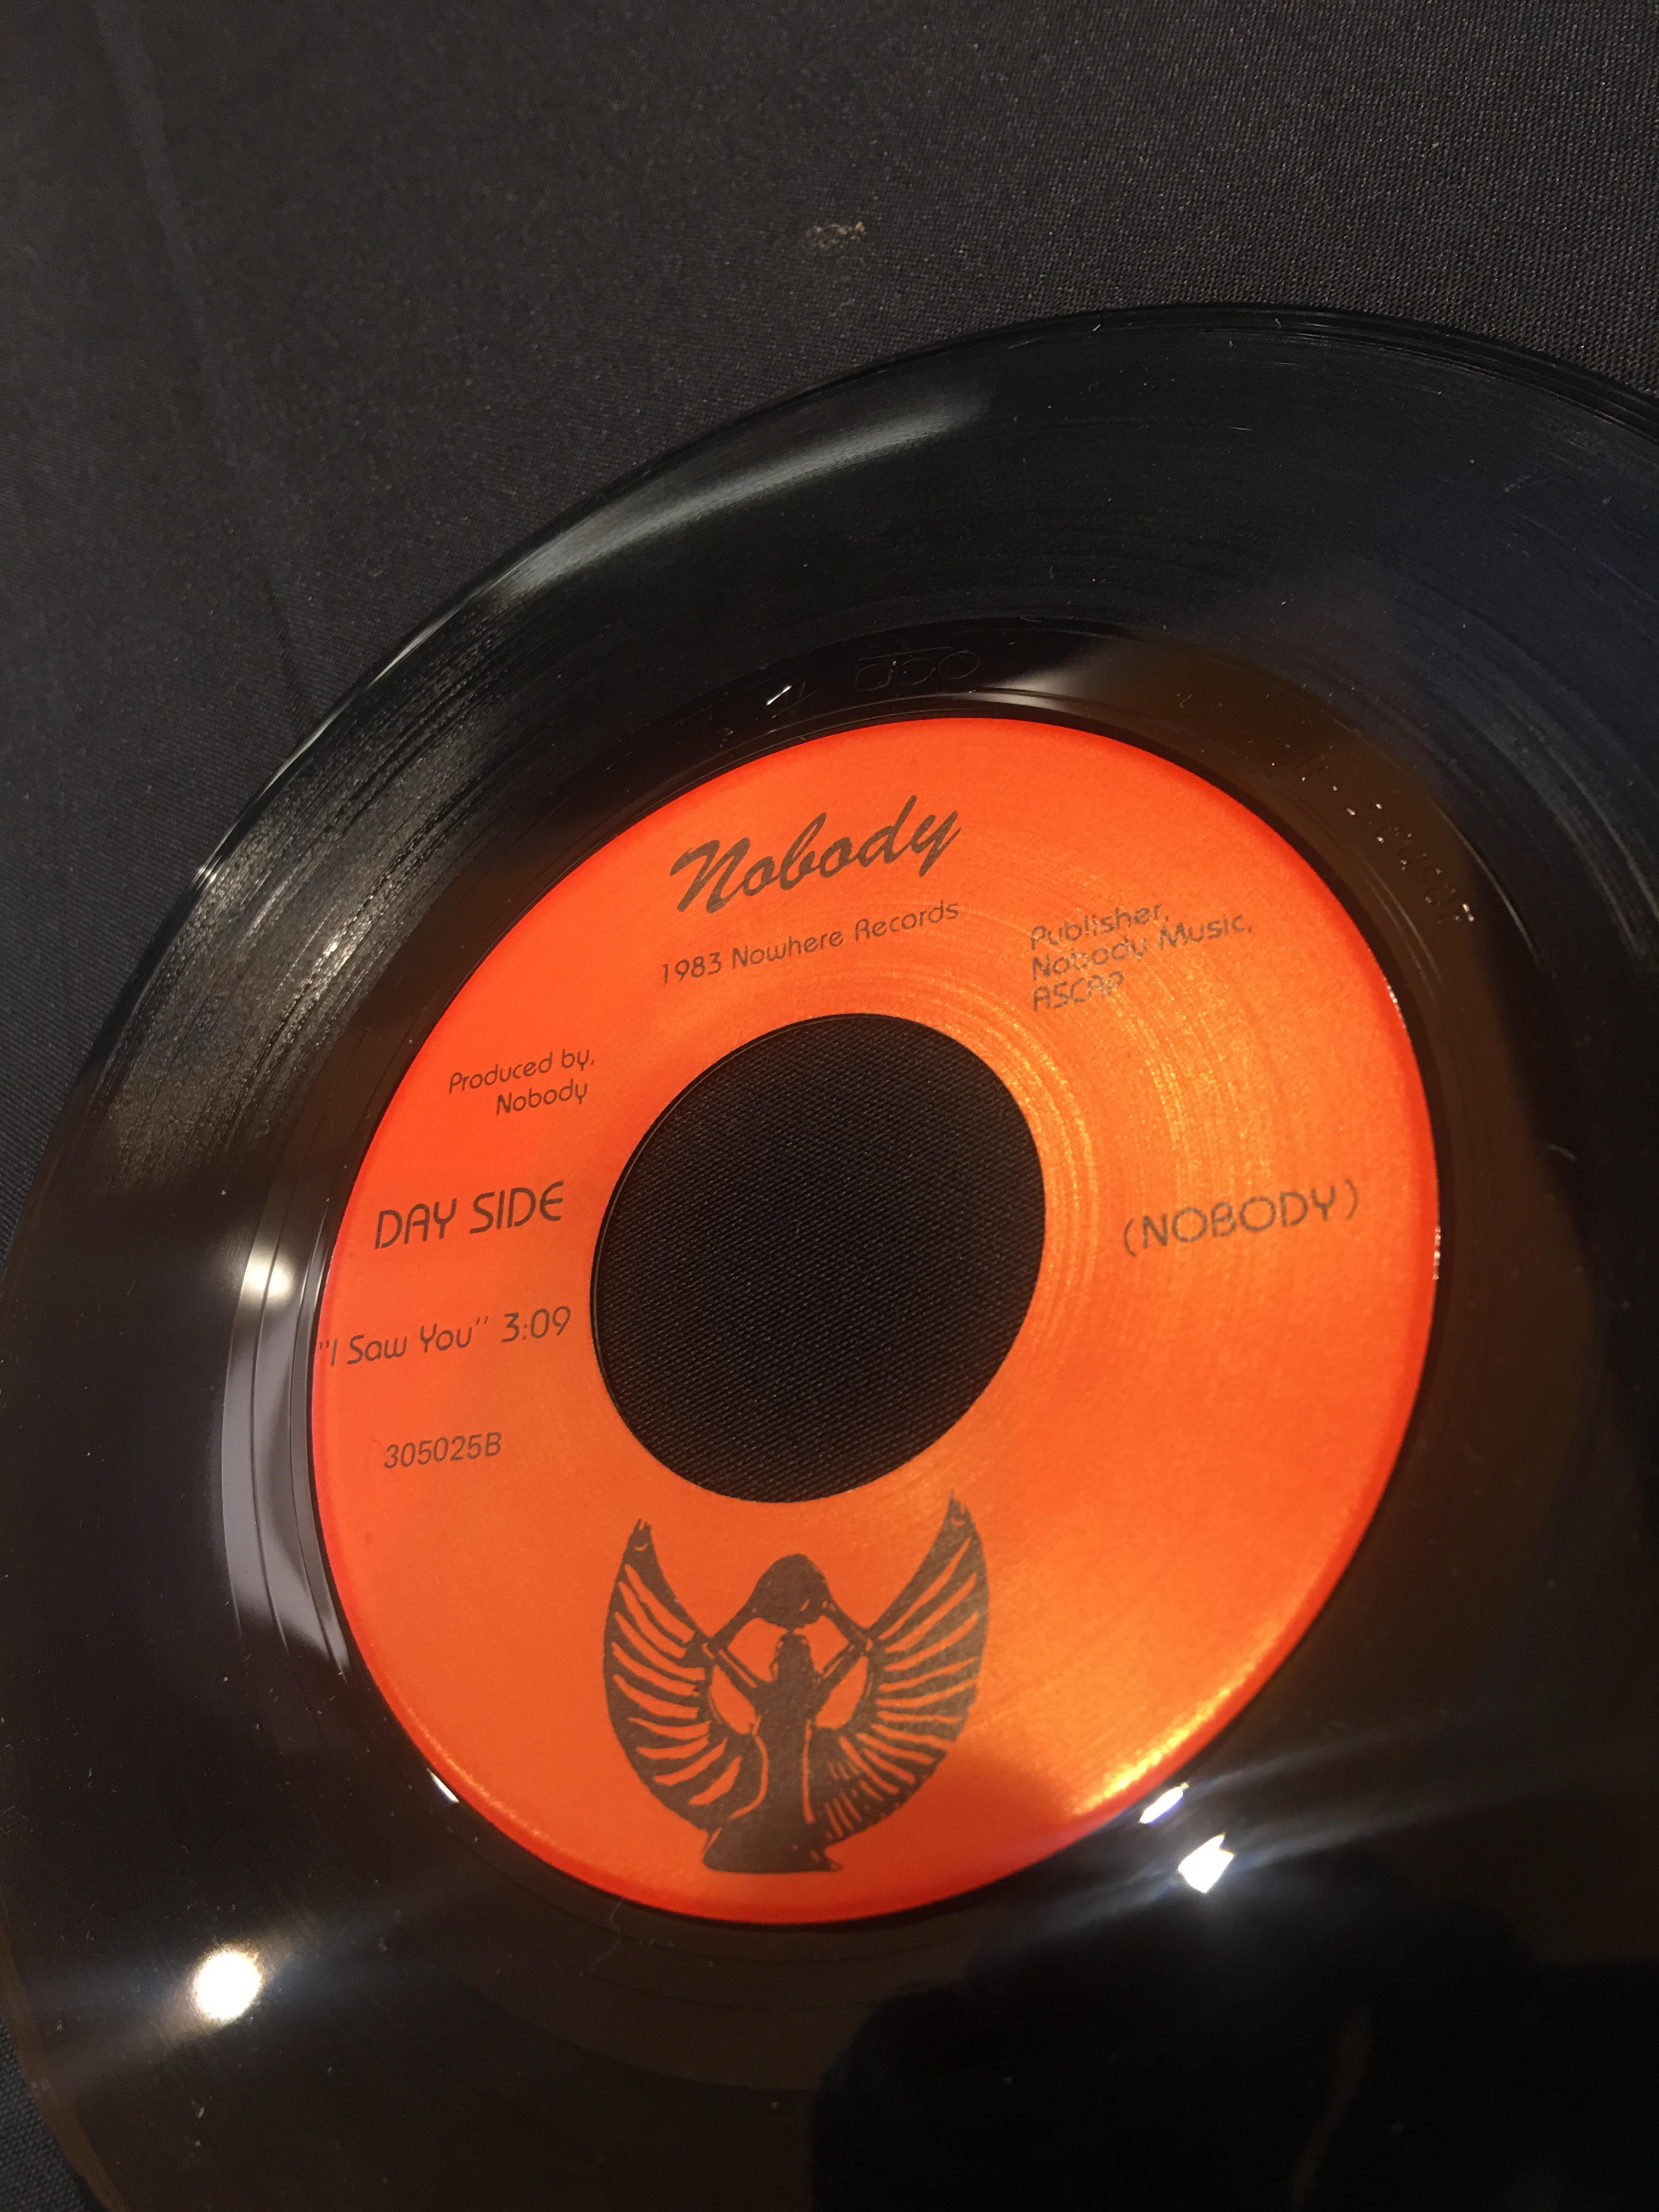 Nobody
1983 Nowhere Records
Publisher,
Nobody Music,
ASCAP
Produced by,
Nobody
DAY SIDE
(NOBODY)
"I Saw You" 3:09
305025B